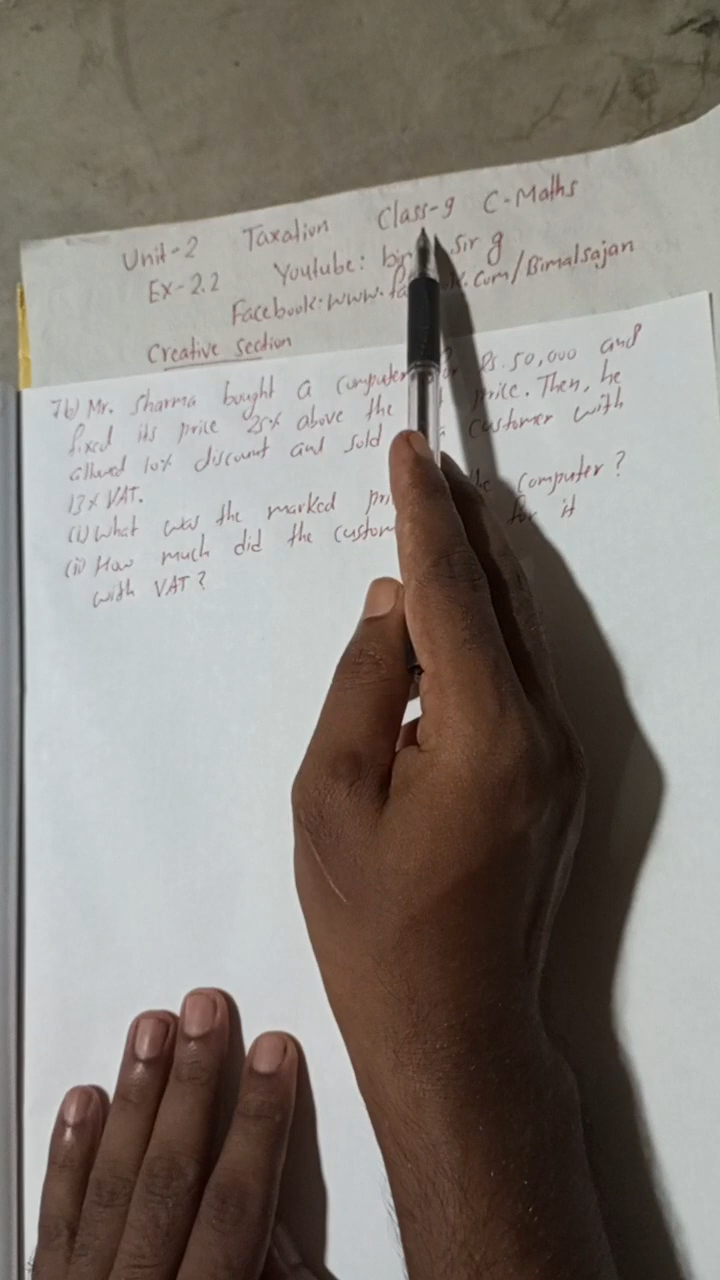 Unit-2 Taxation Class-9 C-Maths
Ex-2.2 Youtube: Sir g
Facebook: www. .Com/Bimalsajan
Creative section
7b) Mr. Sharma bought a computer Rs. 50,000 and
fixed its price 25% above the price. Then, he
allowed 10% discount and sold customer with
13% VAT.
(i) What was the marked computer?
(ii) How much did the for it
with VAT?